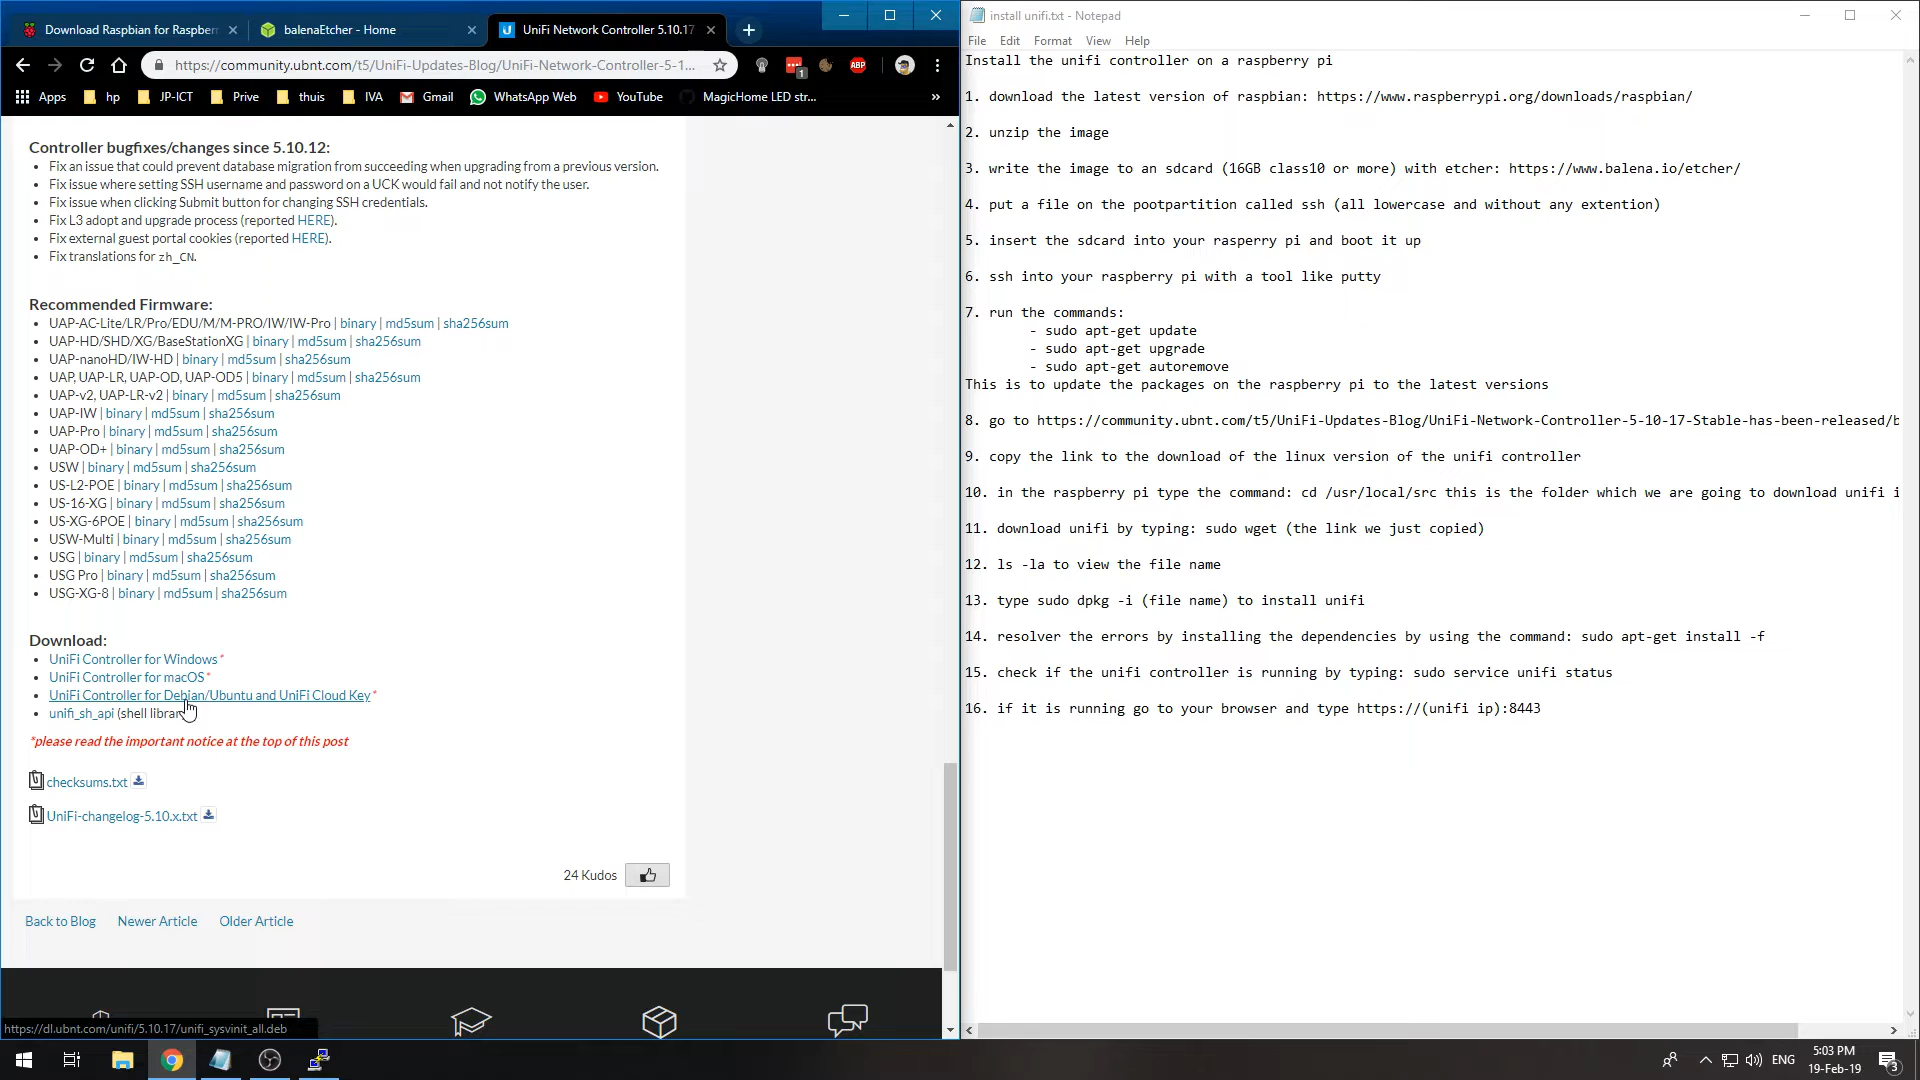 Download Raspbian for Raspberr
balenaEtcher - Home
UniFi Network Controller 5.10.17
https://community.ubnt.com/t5/UniFi-Updates-Blog/UniFi-Network-Controller-5-1...
1
ABP
Apps
hp
JP-ICT
Prive
thuis
IVA
Gmail
WhatsApp Web
YouTube
MagicHome LED str...
»
Controller bugfixes/changes since 5.10.12:
• Fix an issue that could prevent database migration from succeeding when upgrading from a previous version.
• Fix issue where setting SSH username and password on a UCK would fail and not notify the user.
• Fix issue when clicking Submit button for changing SSH credentials.
• Fix L3 adopt and upgrade process (reported HERE).
• Fix external guest portal cookies (reported HERE).
• Fix translations for zh_CN.
Recommended Firmware:
• UAP-AC-Lite/LR/Pro/EDU/M/M-PRO/IW/IW-Pro | binary | md5sum | sha256sum
• UAP-HD/SHD/XG/BaseStationXG | binary | md5sum | sha256sum
• UAP-nanoHD/IW-HD | binary | md5sum | sha256sum
• UAP, UAP-LR, UAP-OD, UAP-OD5 | binary | md5sum | sha256sum
• UAP-v2, UAP-LR-v2 | binary | md5sum | sha256sum
• UAP-IW | binary | md5sum | sha256sum
• UAP-Pro | binary | md5sum | sha256sum
• UAP-OD+ | binary | md5sum | sha256sum
• USW | binary | md5sum | sha256sum
• US-L2-POE | binary | md5sum | sha256sum
• US-16-XG | binary | md5sum | sha256sum
• US-XG-6POE | binary | md5sum | sha256sum
• USW-Multi | binary | md5sum | sha256sum
• USG | binary | md5sum | sha256sum
• USG Pro | binary | md5sum | sha256sum
• USG-XG-8 | binary | md5sum | sha256sum
Download:
• UniFi Controller for Windows *
• UniFi Controller for macOS *
• UniFi Controller for Debian/Ubuntu and UniFi Cloud Key *
• unifi_sh_api (shell librar
*please read the important notice at the top of this post
checksums.txt
UniFi-changelog-5.10.x.txt
24 Kudos
Back to Blog
Newer Article
Older Article
https://dl.ubnt.com/unifi/5.10.17/unifi_sysvinit_all.deb
install unifi.txt - Notepad
File Edit Format View Help
Install the unifi controller on a raspberry pi
1. download the latest version of raspbian: https://www.raspberrypi.org/downloads/raspbian/
2. unzip the image
3. write the image to an sdcard (16GB class10 or more) with etcher: https://www.balena.io/etcher/
4. put a file on the pootpartition called ssh (all lowercase and without any extention)
5. insert the sdcard into your rasperry pi and boot it up
6. ssh into your raspberry pi with a tool like putty
7. run the commands:
- sudo apt-get update
- sudo apt-get upgrade
- sudo apt-get autoremove
This is to update the packages on the raspberry pi to the latest versions
8. go to https://community.ubnt.com/t5/UniFi-Updates-Blog/UniFi-Network-Controller-5-10-17-Stable-has-been-released/b
9. copy the link to the download of the linux version of the unifi controller
10. in the raspberry pi type the command: cd /usr/local/src this is the folder which we are going to download unifi i
11. download unifi by typing: sudo wget (the link we just copied)
12. ls -la to view the file name
13. type sudo dpkg -i (file name) to install unifi
14. resolver the errors by installing the dependencies by using the command: sudo apt-get install -f
15. check if the unifi controller is running by typing: sudo service unifi status
16. if it is running go to your browser and type https://(unifi ip):8443
ENG
5:03 PM
19-Feb-19
3